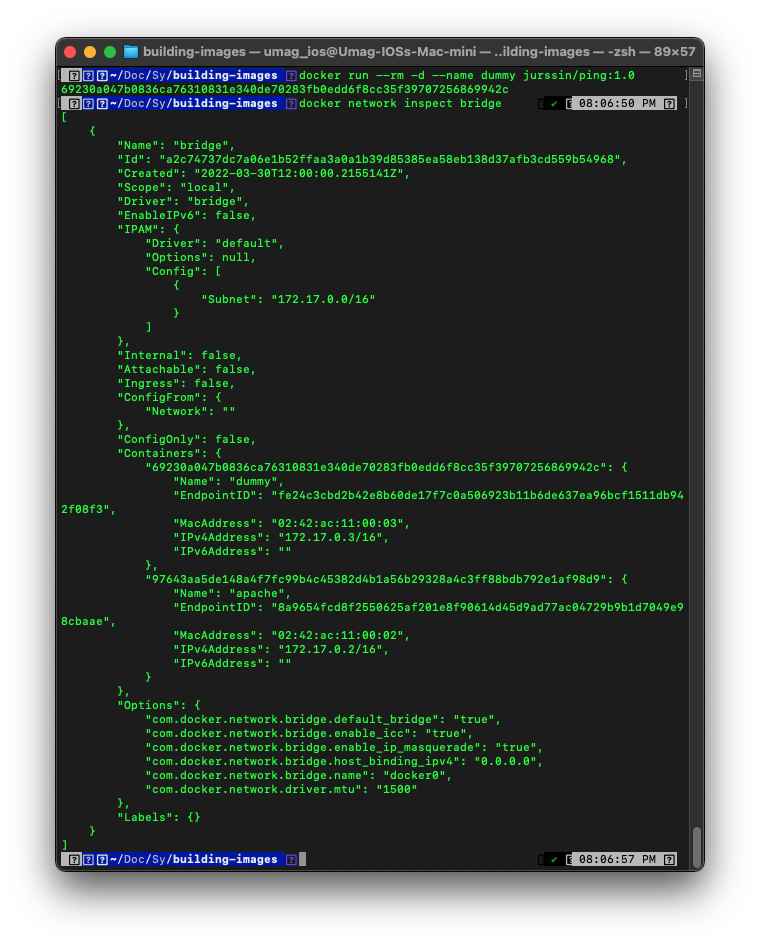 building-images — umag_ios@Umag-IOSs-Mac-mini — ..ilding-images — -zsh — 89×57
~/Doc/Sy/building-images docker run --rm -d --name dummy jurssin/ping:1.0
69230a047b0836ca76310831e340de70283fb0edd6f8cc35f39707256869942c
~/Doc/Sy/building-images docker network inspect bridge ✔ 08:06:50 PM
[
    {
        "Name": "bridge",
        "Id": "a2c74737dc7a06e1b52ffaa3a0a1b39d85385ea58eb138d37afb3cd559b54968",
        "Created": "2022-03-30T12:00:00.2155141Z",
        "Scope": "local",
        "Driver": "bridge",
        "EnableIPv6": false,
        "IPAM": {
            "Driver": "default",
            "Options": null,
            "Config": [
                {
                    "Subnet": "172.17.0.0/16"
                }
            ]
        },
        "Internal": false,
        "Attachable": false,
        "Ingress": false,
        "ConfigFrom": {
            "Network": ""
        },
        "ConfigOnly": false,
        "Containers": {
            "69230a047b0836ca76310831e340de70283fb0edd6f8cc35f39707256869942c": {
                "Name": "dummy",
                "EndpointID": "fe24c3cbd2b42e8b60de17f7c0a506923b11b6de637ea96bcf1511db94
2f08f3",
                "MacAddress": "02:42:ac:11:00:03",
                "IPv4Address": "172.17.0.3/16",
                "IPv6Address": ""
            },
            "97643aa5de148a4f7fc99b4c45382d4b1a56b29328a4c3ff88bdb792e1af98d9": {
                "Name": "apache",
                "EndpointID": "8a9654fcd8f2550625af201e8f90614d45d9ad77ac04729b9b1d7049e9
8cbaae",
                "MacAddress": "02:42:ac:11:00:02",
                "IPv4Address": "172.17.0.2/16",
                "IPv6Address": ""
            }
        },
        "Options": {
            "com.docker.network.bridge.default_bridge": "true",
            "com.docker.network.bridge.enable_icc": "true",
            "com.docker.network.bridge.enable_ip_masquerade": "true",
            "com.docker.network.bridge.host_binding_ipv4": "0.0.0.0",
            "com.docker.network.bridge.name": "docker0",
            "com.docker.network.driver.mtu": "1500"
        },
        "Labels": {}
    }
]
~/Doc/Sy/building-images ✔ 08:06:57 PM